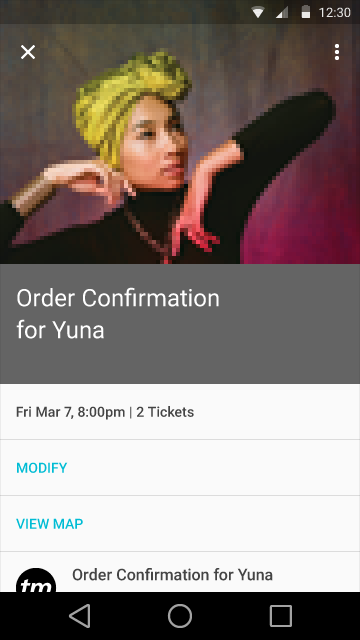 12:30
Order Confirmation
for Yuna
Fri Mar 7, 8:00pm | 2 Tickets
MODIFY
VIEW MAP
tm
Order Confirmation for Yuna